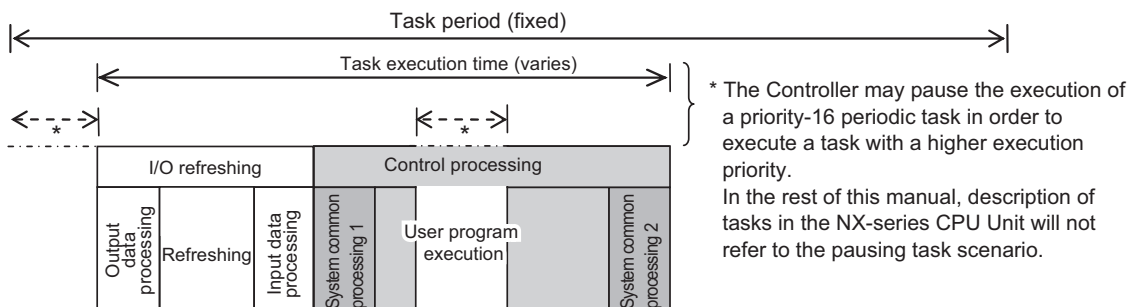 Task period (fixed)
Task execution time (varies)
*
*
* The Controller may pause the execution of
a priority-16 periodic task in order to
execute a task with a higher execution
priority.
In the rest of this manual, description of
tasks in the NX-series CPU Unit will not
refer to the pausing task scenario.
I/O refreshing
Control processing
Output
data
processing
Refreshing
Input data
processing
System common
processing 1
User program
execution
System common
processing 2